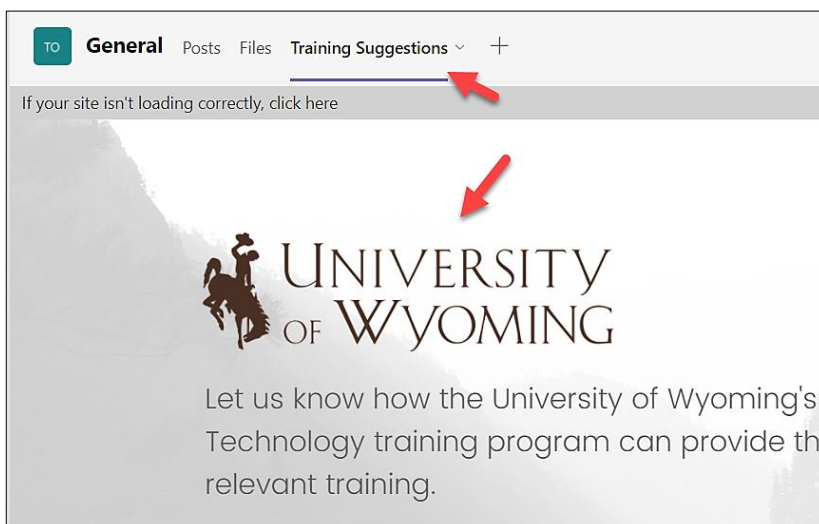 TO General Posts Files Training Suggestions
If your site isn't loading correctly, click here
UNIVERSITY
OF WYOMING
Let us know how the University of Wyoming's
Technology training program can provide th
relevant training.